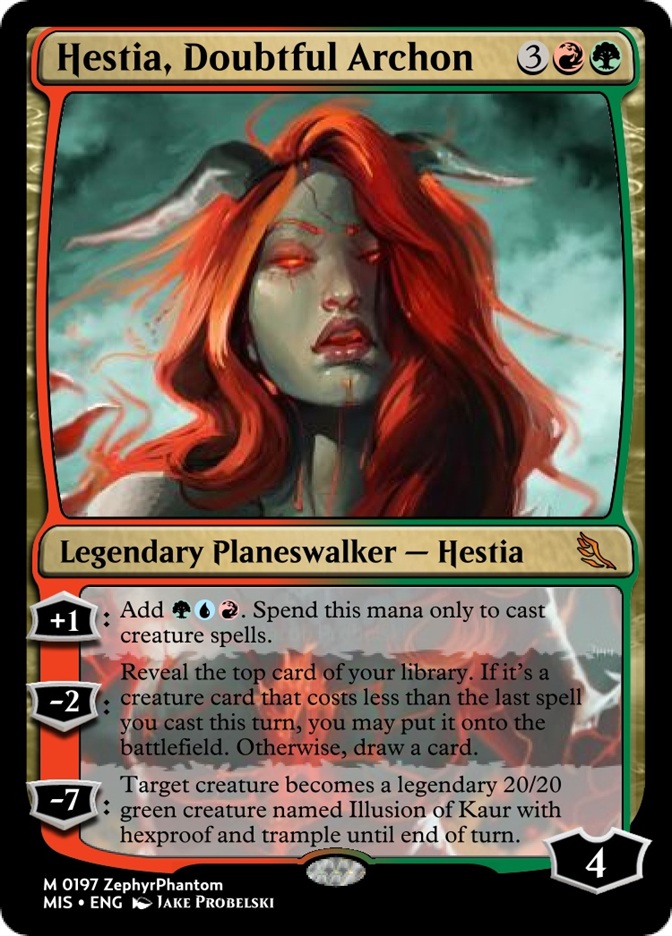 Hestia, Doubtful Archon 3
Legendary Planeswalker — Hestia
+1: Add . Spend this mana only to cast
creature spells.
−2: Reveal the top card of your library. If it's a
creature card that costs less than the last spell
you cast this turn, you may put it onto the
battlefield. Otherwise, draw a card.
−7: Target creature becomes a legendary 20/20
green creature named Illusion of Kaur with
hexproof and trample until end of turn.
4
M 0197 ZephyrPhantom
MIS • ENG Jake Probelski